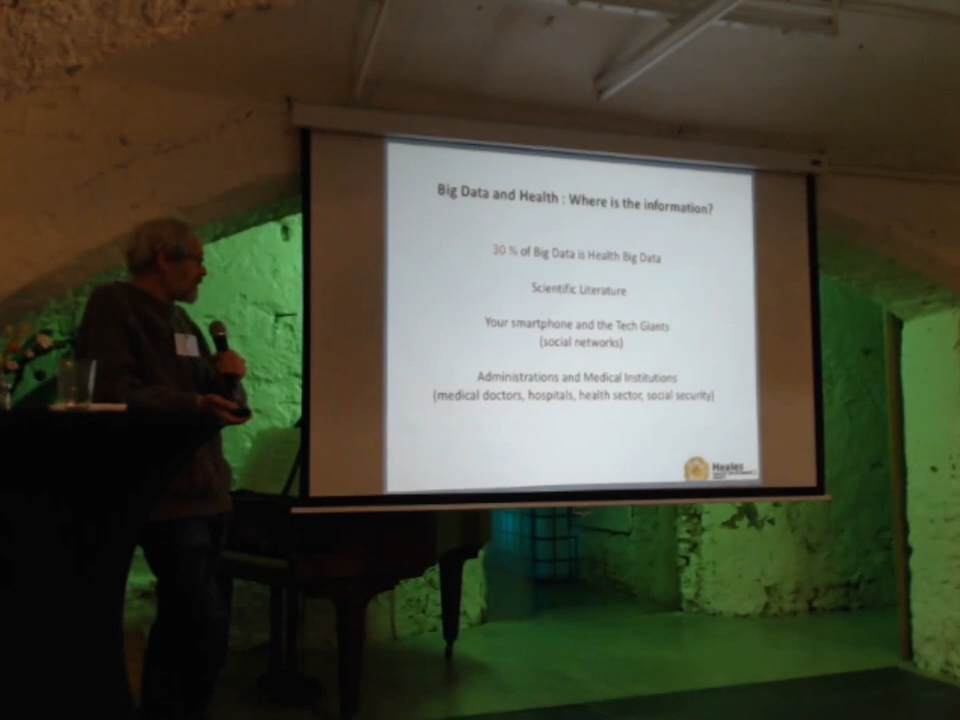 Big Data and Health : Where is the information?
30 % of Big Data is Health Big Data
Scientific Literature
Your smartphone and the Tech Giants
(social networks)
Administrations and Medical Institutions
(medical doctors, hospitals, health sector, social security)
Heales